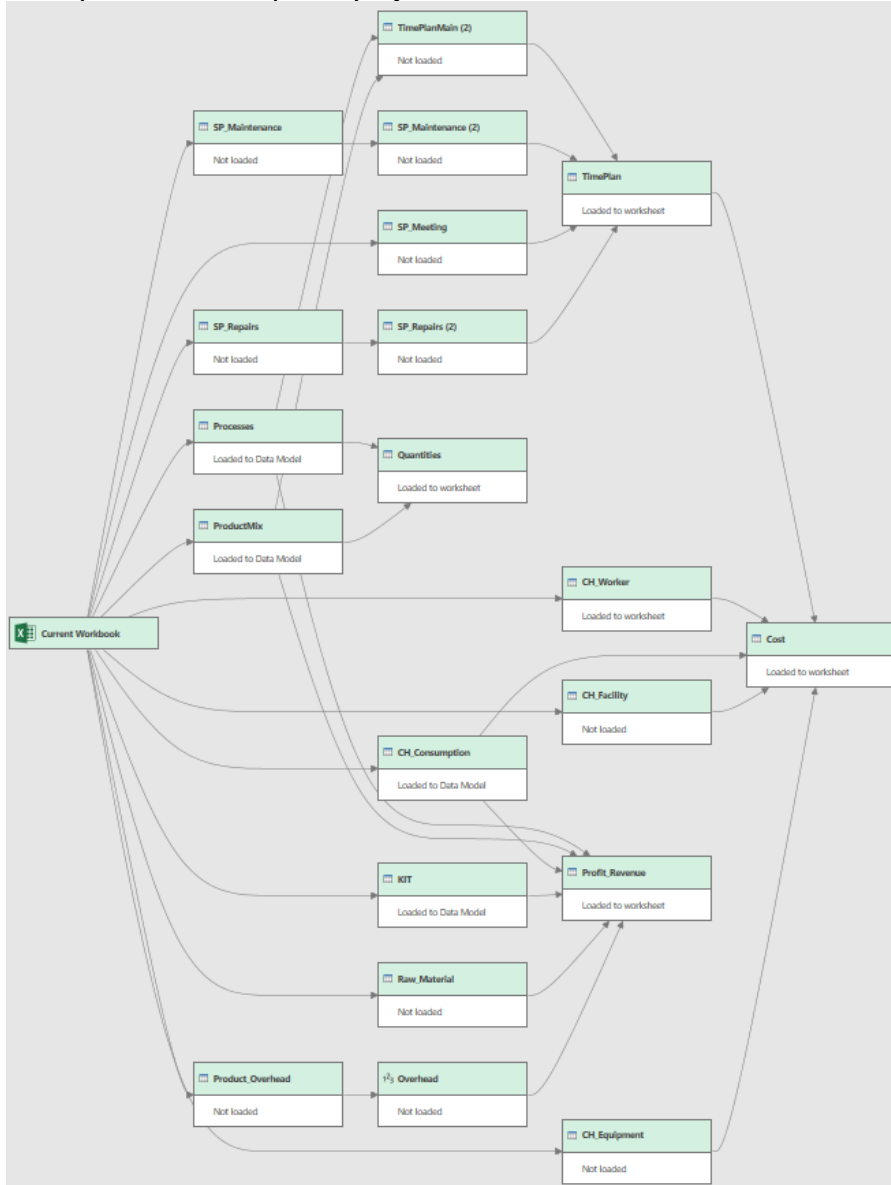 TimePlanMain (2)
Not loaded
SP_Maintenance
Not loaded
SP_Maintenance (2)
Not loaded
TimePlan
Loaded to worksheet
SP_Meeting
Not loaded
SP_Repairs
Not loaded
SP_Repairs (2)
Not loaded
Processes
Loaded to Data Model
Quantities
Loaded to worksheet
ProductMix
Loaded to Data Model
CH_Worker
Loaded to worksheet
Current Workbook
Cost
Loaded to worksheet
CH_Facility
Not loaded
CH_Consumption
Loaded to Data Model
Profit_Revenue
Loaded to worksheet
KIT
Loaded to Data Model
Raw_Material
Not loaded
Product_Overhead
Not loaded
123 Overhead
Not loaded
CH_Equipment
Not loaded